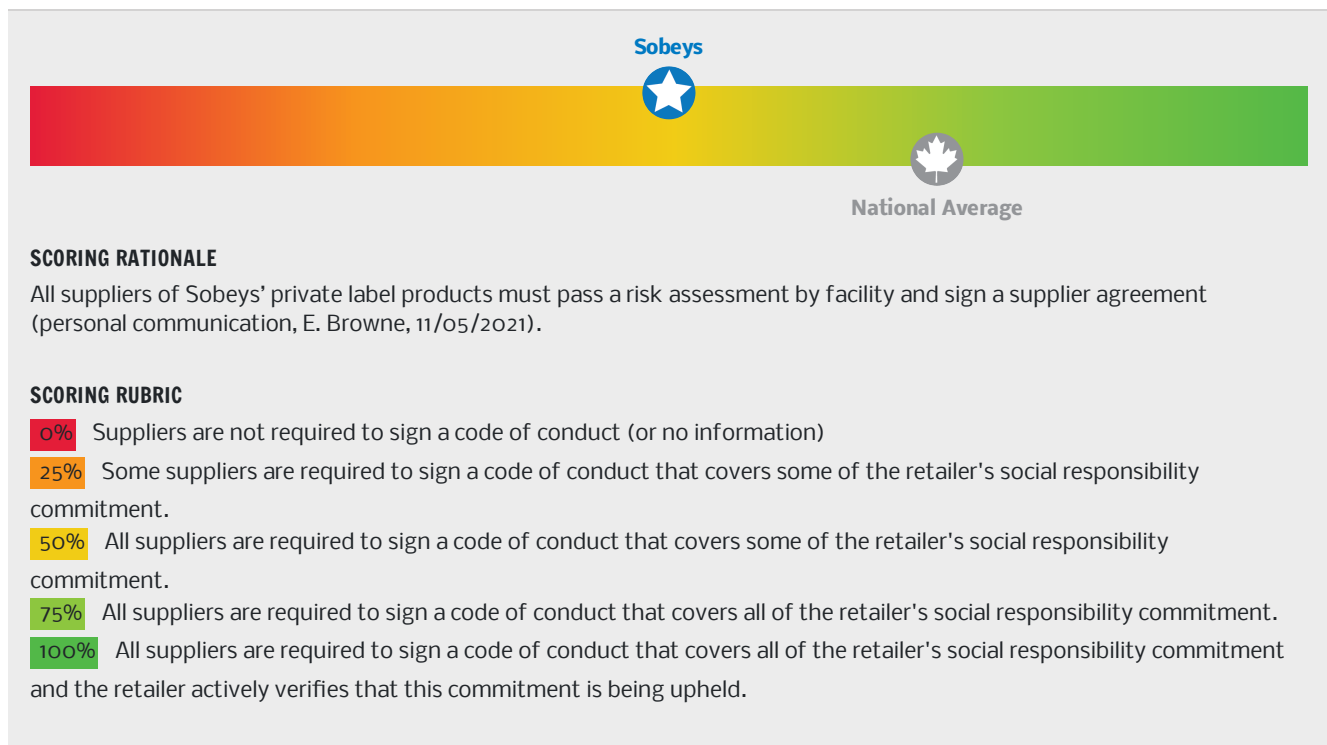 Sobeys
National Average
SCORING RATIONALE
All suppliers of Sobeys’ private label products must pass a risk assessment by facility and sign a supplier agreement
(personal communication, E. Browne, 11/05/2021).
SCORING RUBRIC
0% Suppliers are not required to sign a code of conduct (or no information)
25% Some suppliers are required to sign a code of conduct that covers some of the retailer's social responsibility
commitment.
50% All suppliers are required to sign a code of conduct that covers some of the retailer's social responsibility
commitment.
75% All suppliers are required to sign a code of conduct that covers all of the retailer's social responsibility commitment.
100% All suppliers are required to sign a code of conduct that covers all of the retailer's social responsibility commitment
and the retailer actively verifies that this commitment is being upheld.